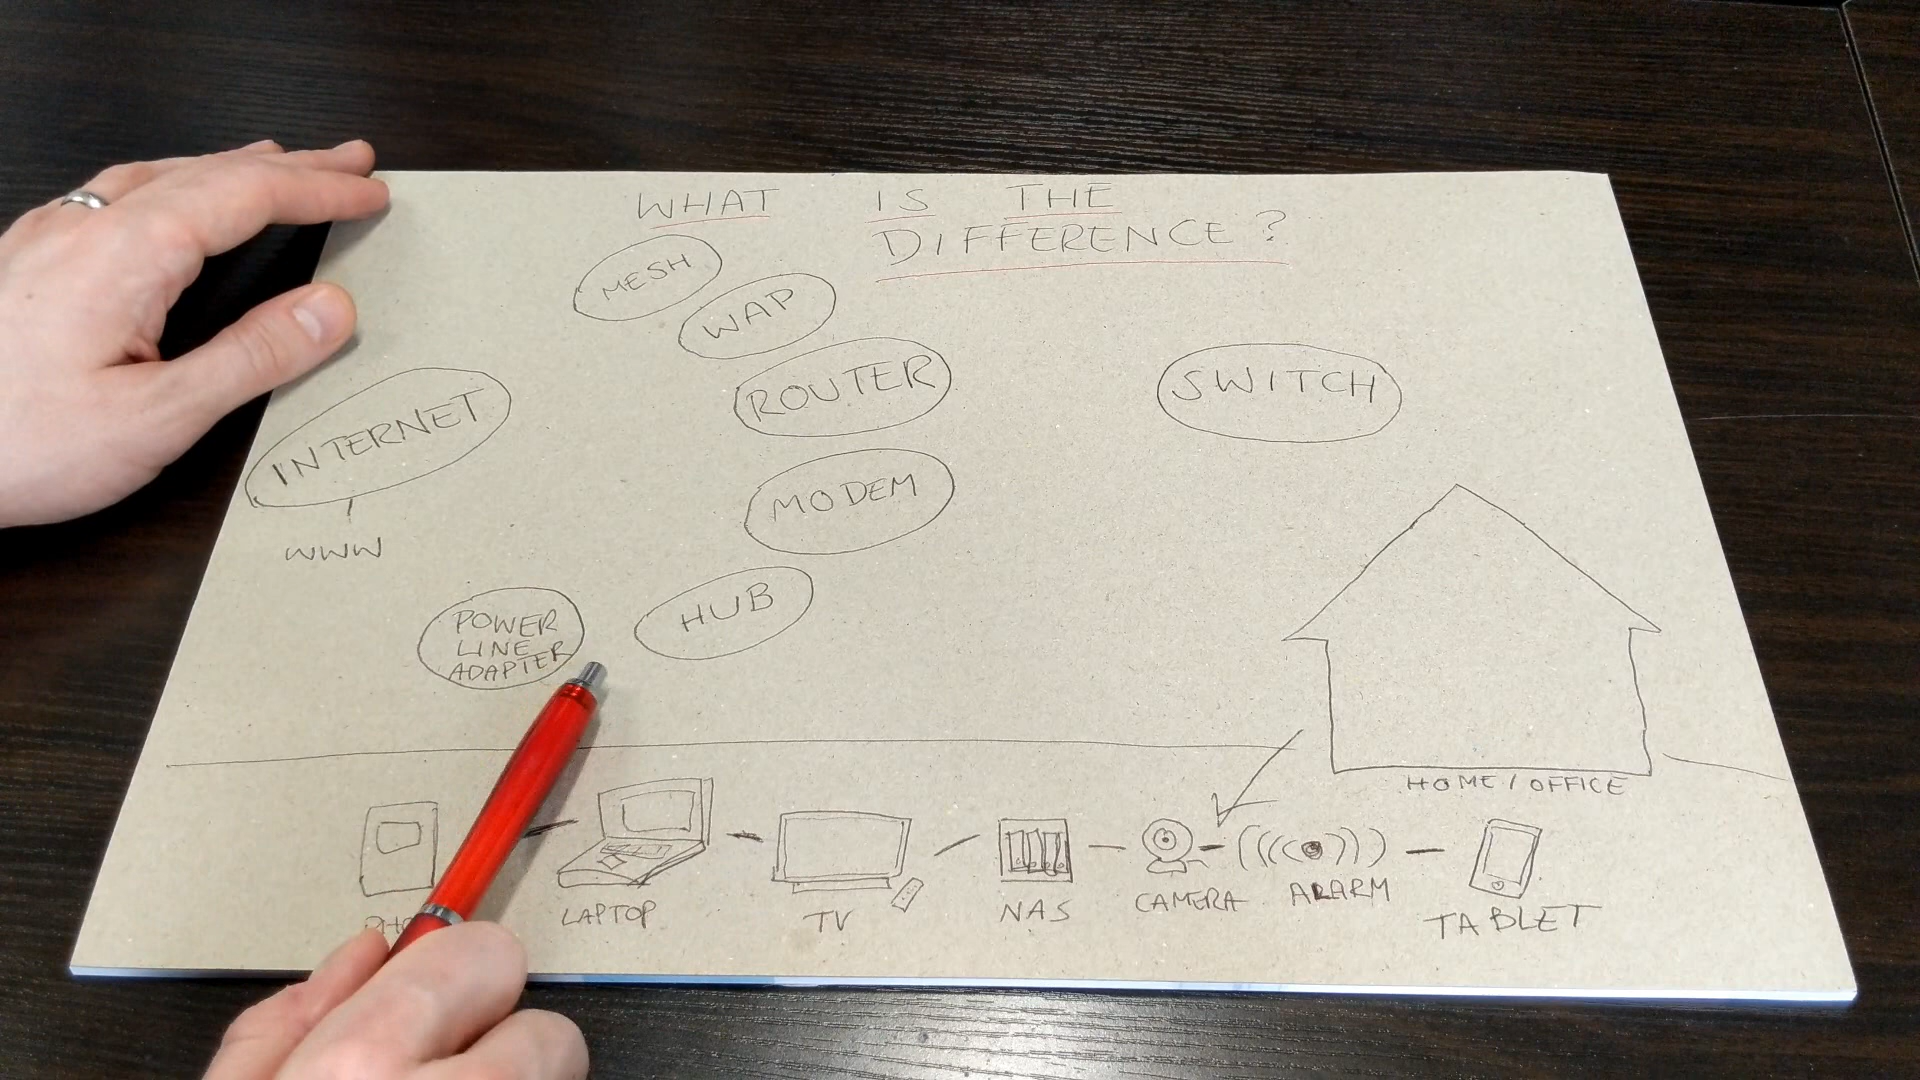 WHAT IS THE
DIFFERENCE?
MESH
WAP
ROUTER
SWITCH
INTERNET
WWW
MODEM
HUB
POWER
LINE
ADAPTER
HOME / OFFICE
LAPTOP
TV
NAS
CAMERA
ALARM
TABLET